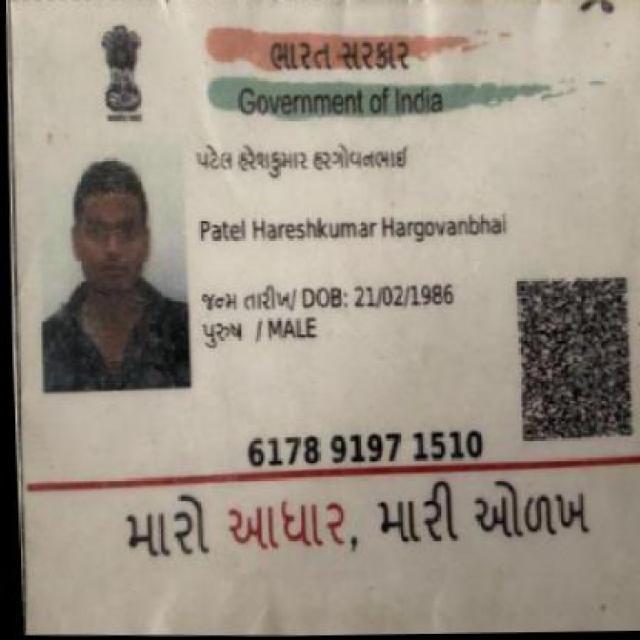 ભારત સરકાર
Government of India
પટેલ હરેશકુમાર હરગોવનભાઈ
Patel Hareshkumar Hargovanbhai
જન્મ તારીખ/ DOB: 21/02/1986
પુરુષ / MALE
6178 9197 1510
મારો આધાર, મારી ઓળખ